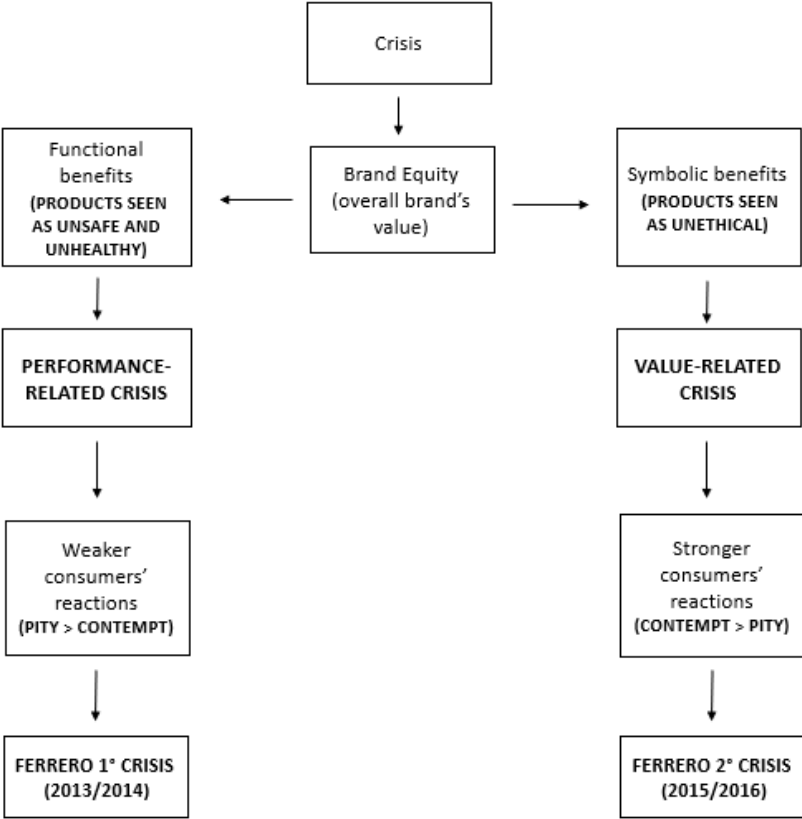 Crisis
Functional
benefits
(PRODUCTS SEEN
AS UNSAFE AND
UNHEALTHY)
Brand Equity
(overall brand's
value)
Symbolic benefits
(PRODUCTS SEEN
AS UNETHICAL)
PERFORMANCE-
RELATED CRISIS
VALUE-RELATED
CRISIS
Weaker
consumers'
reactions
(PITY > CONTEMPT)
Stronger
consumers'
reactions
(CONTEMPT > PITY)
FERRERO 1° CRISIS
(2013/2014)
FERRERO 2° CRISIS
(2015/2016)